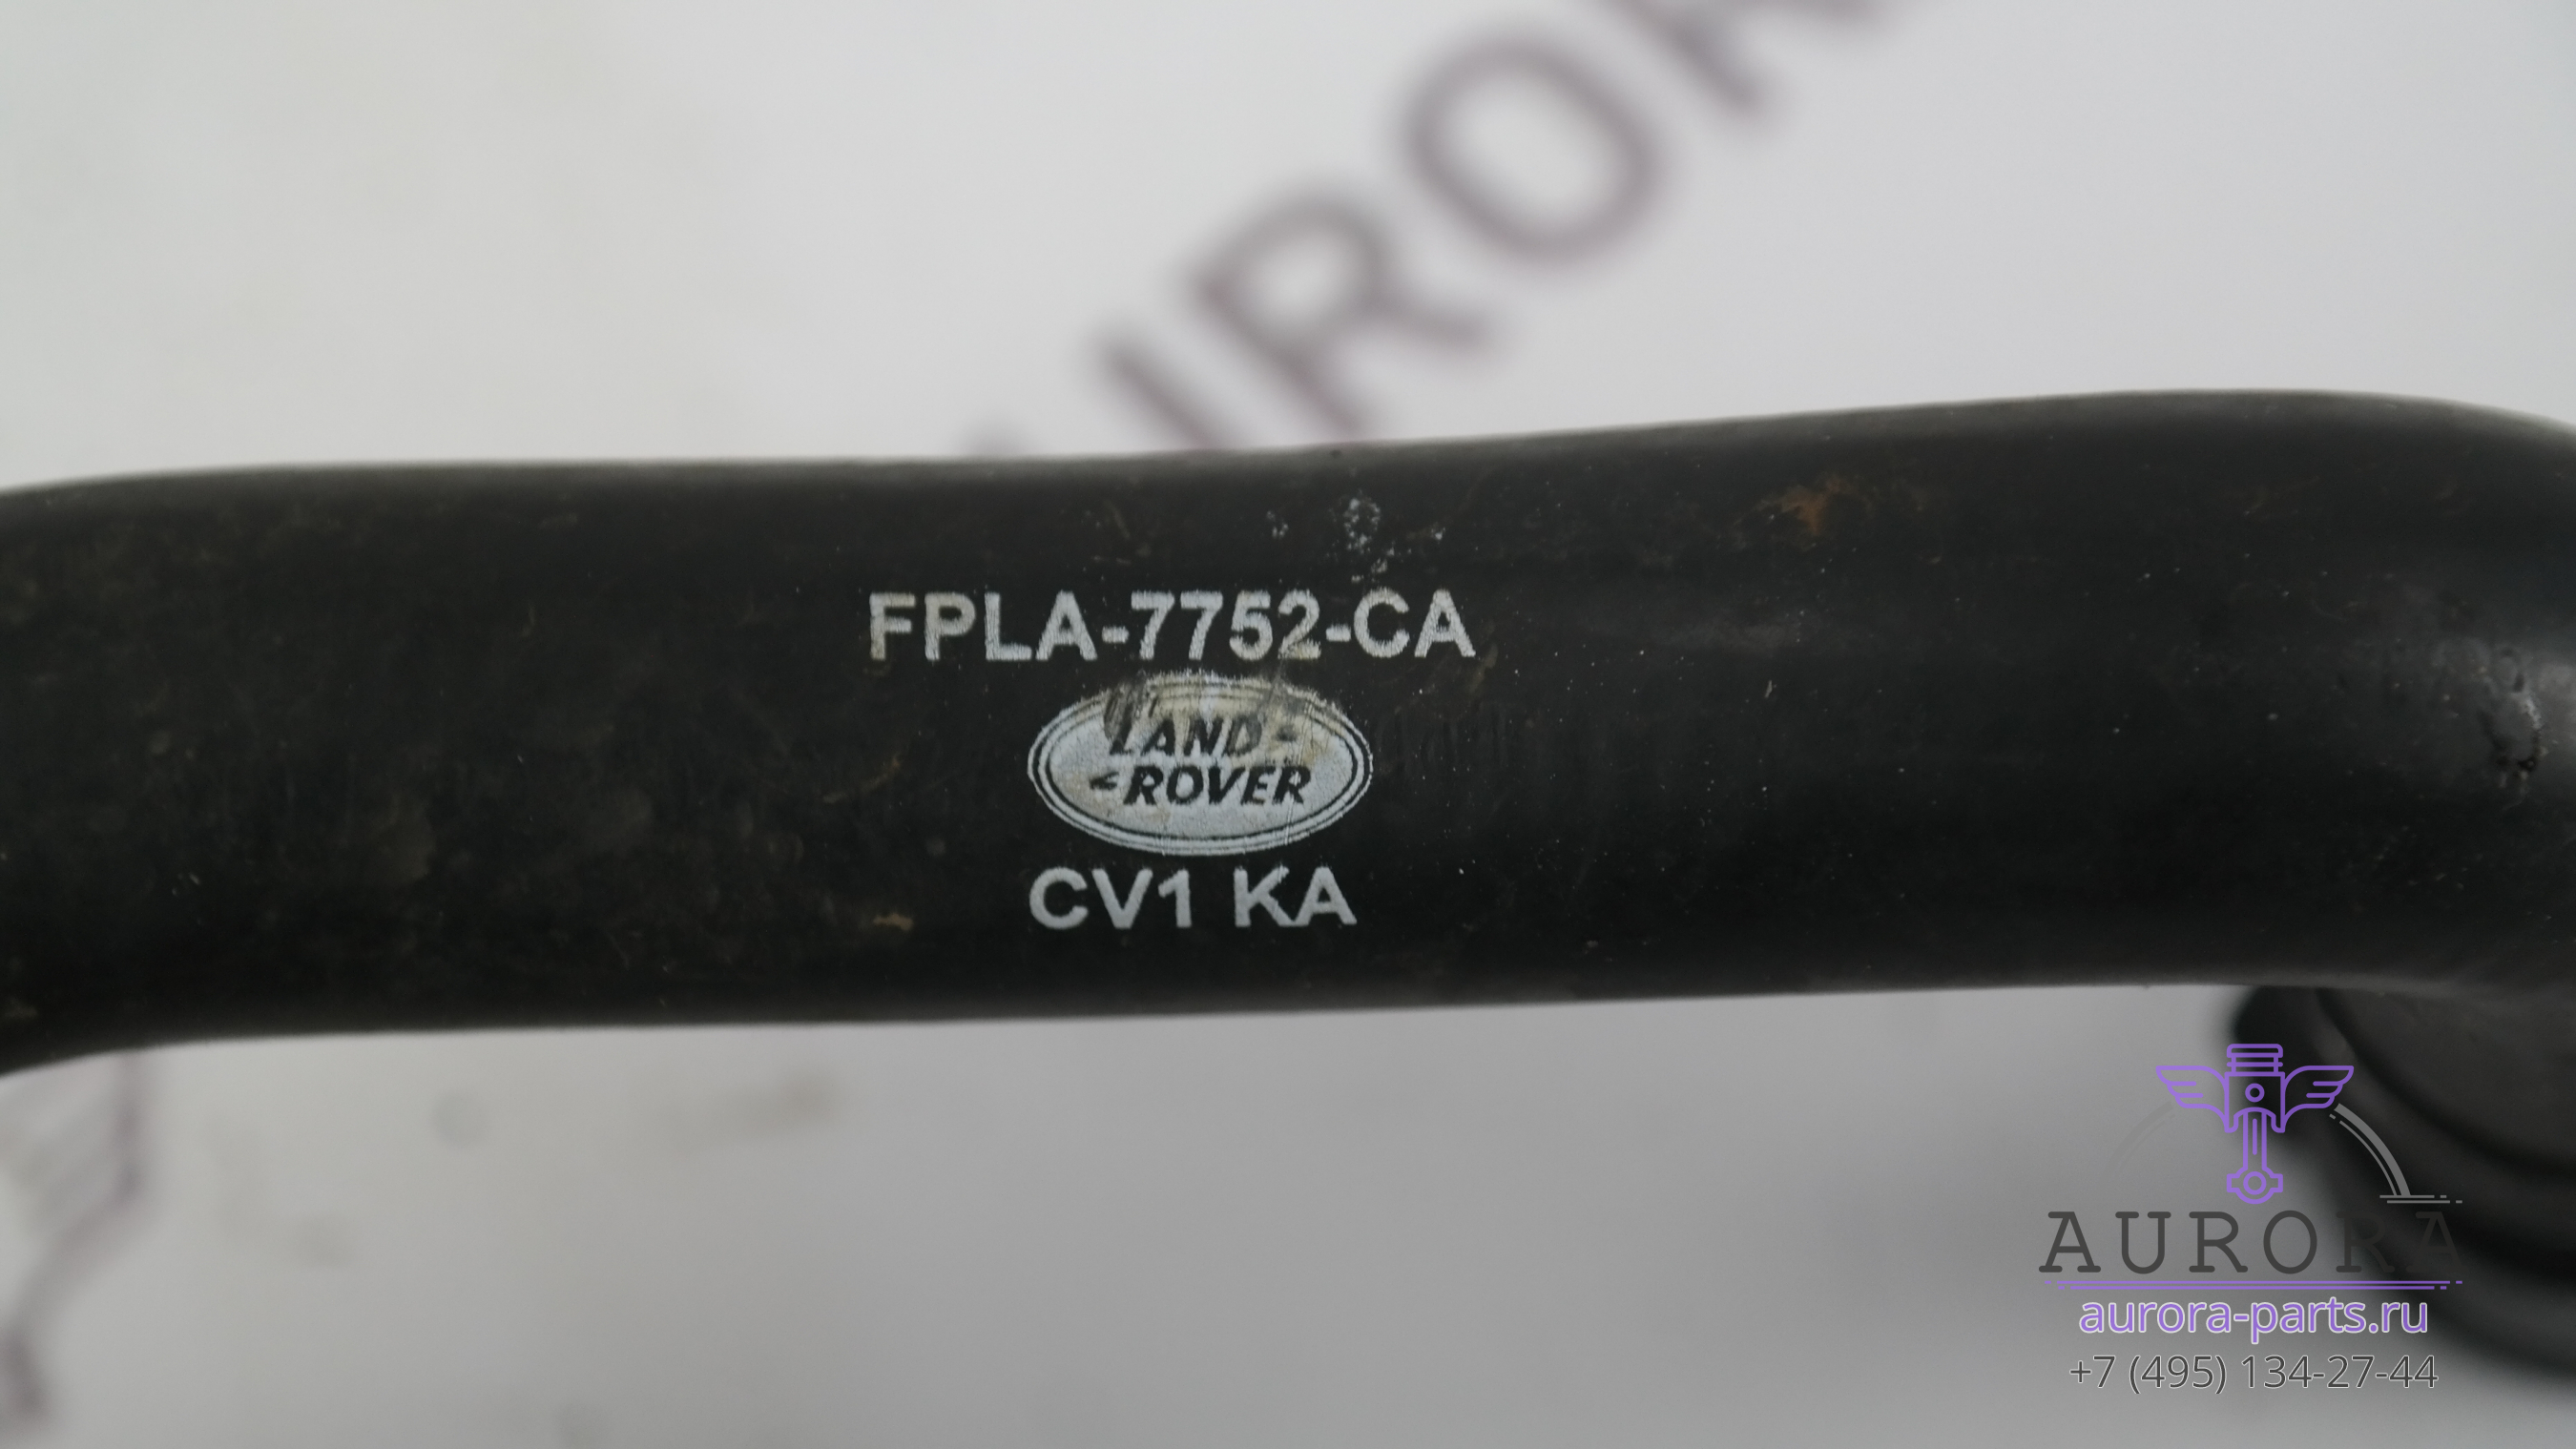 FPLA-7752-CA
LAND-
ROVER
CV1 KA
AURORA
aurora-parts.ru
+7 (495) 134-27-44